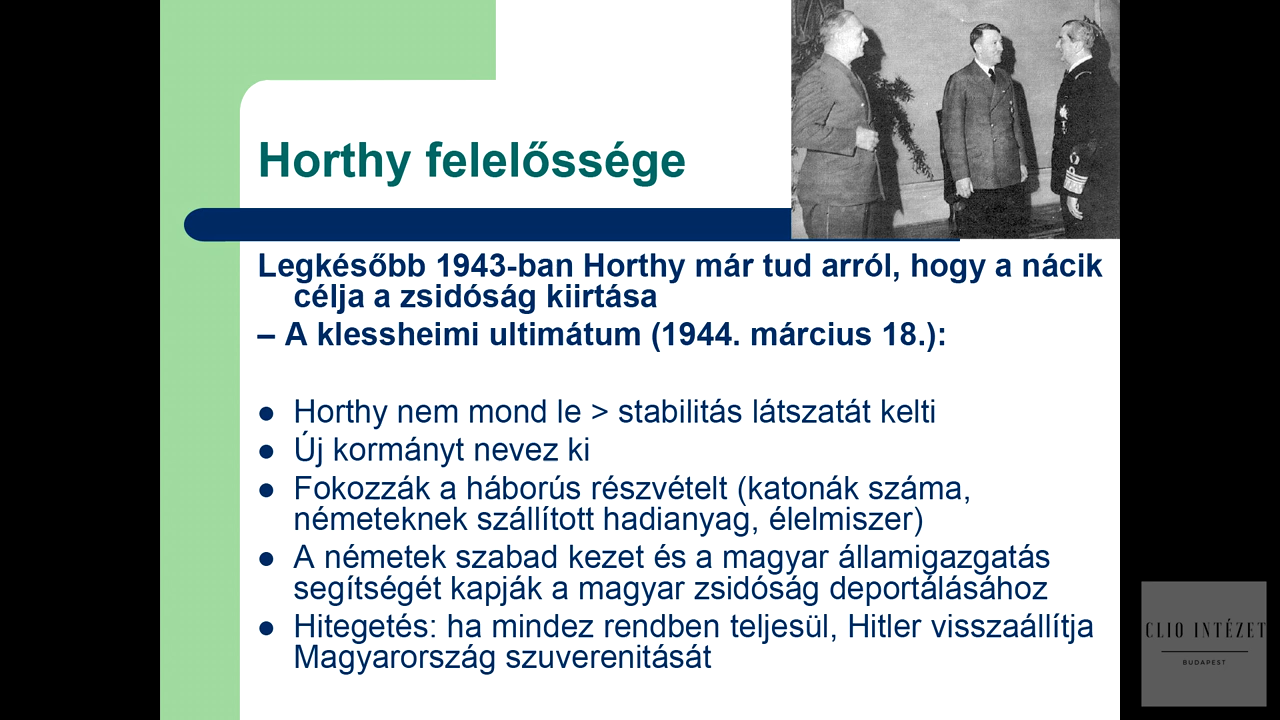 Horthy felelőssége
Legkésőbb 1943-ban Horthy már tud arról, hogy a nácik
célja a zsidóság kiirtása
– A klessheimi ultimátum (1944. március 18.):
● Horthy nem mond le > stabilitás látszatát kelti
● Új kormányt nevez ki
● Fokozzák a háborús részvételt (katonák száma,
németeknek szállított hadianyag, élelmiszer)
● A németek szabad kezet és a magyar államigazgatás
segítségét kapják a magyar zsidóság deportálásához
● Hitegetés: ha mindez rendben teljesül, Hitler visszaállítja
Magyarország szuverenitását
CLIO INTÉZET
BUDAPEST